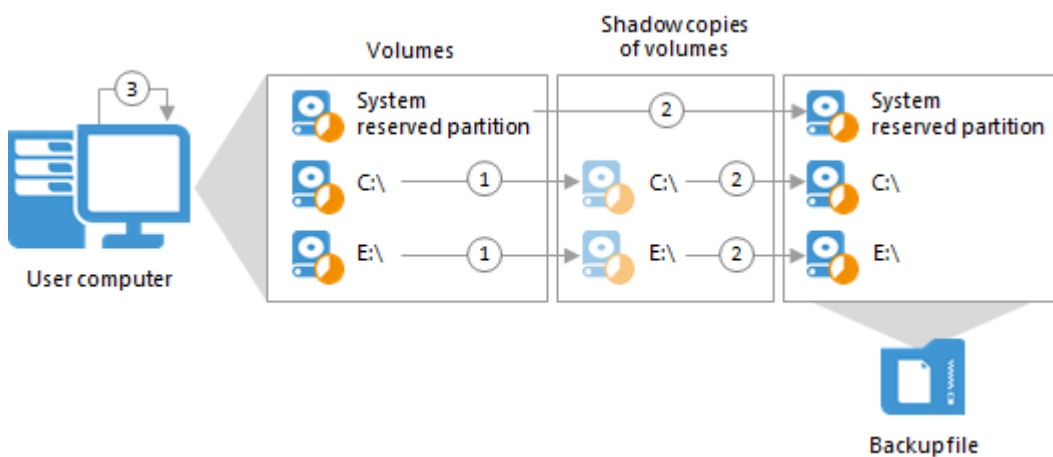 Shadow copies
of volumes
Volumes
3
System
reserved partition
2
System
reserved partition
C:\
1
C:\
2
C:\
E:\
1
E:\
2
E:\
User computer
Backup file